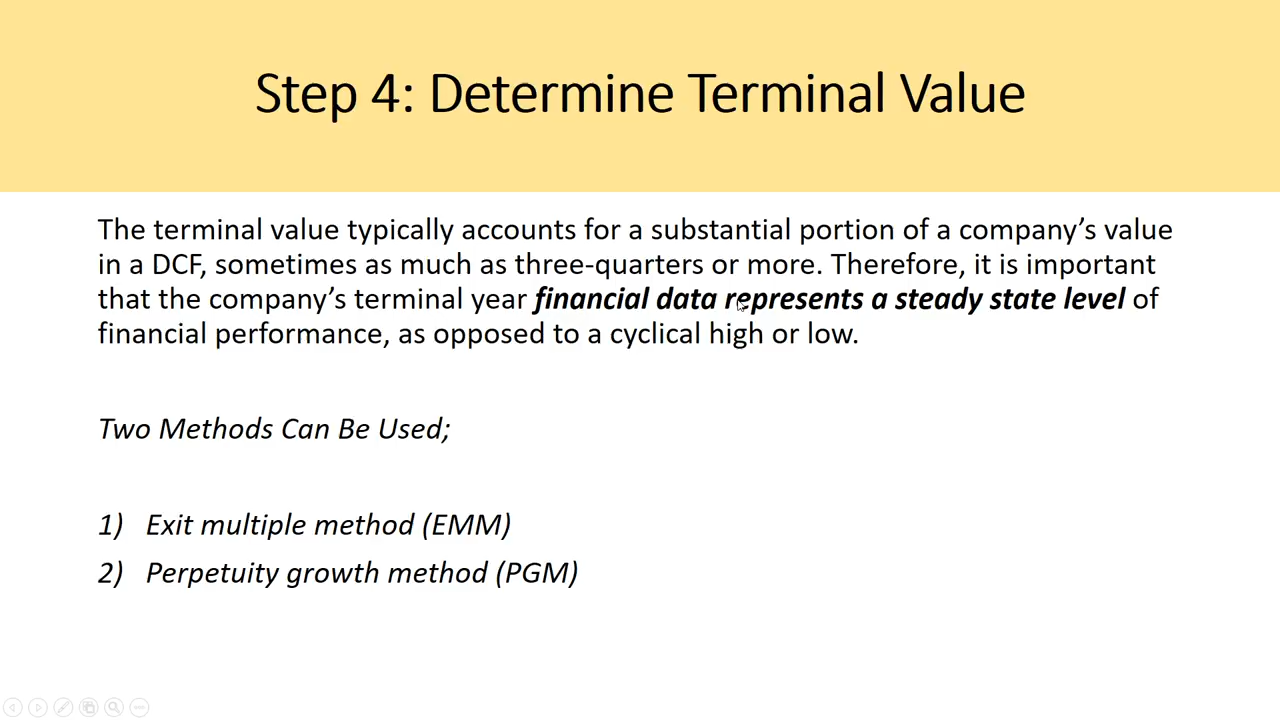 Step 4: Determine Terminal Value
The terminal value typically accounts for a substantial portion of a company’s value
in a DCF, sometimes as much as three-quarters or more. Therefore, it is important
that the company’s terminal year financial data represents a steady state level of
financial performance, as opposed to a cyclical high or low.
Two Methods Can Be Used;
1) Exit multiple method (EMM)
2) Perpetuity growth method (PGM)